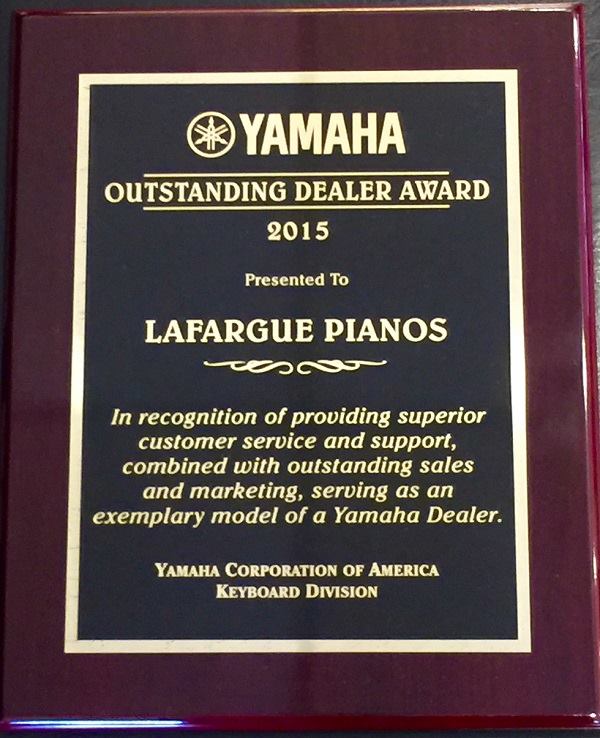 YAMAHA
OUTSTANDING DEALER AWARD
2015
Presented To
LAFARGUE PIANOS
In recognition of providing superior
customer service and support,
combined with outstanding sales
and marketing, serving as an
exemplary model of a Yamaha Dealer.
YAMAHA CORPORATION OF AMERICA
KEYBOARD DIVISION